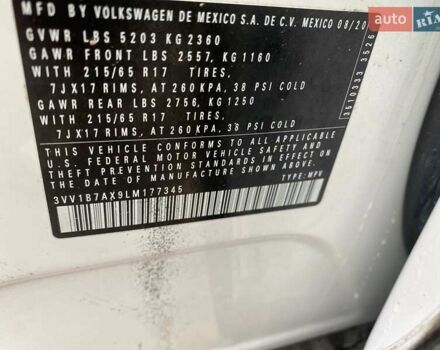 MFD BY VOLKSWAGEN DE MEXICO S.A. DE C.V. MEXICO 08/20
GVWR LBS 5203 KG 2360
GAWR FRONT LBS 2557, KG 1160
WITH 215/65 R17 TIRES,
7JX17 RIMS, AT 260 KPA, 38 PSI COLD
GAWR REAR LBS 2756, KG1250
WITH 215/65 R17 TIRES,
7JX17 RIMS, AT 260 KPA, 38 PSI COLD
THIS VEHICLE CONFORMS TO ALL APPLICABLE
U.S. FEDERAL MOTOR VEHICLE SAFETY AND
THEFT PREVENTION STANDARDS IN EFFECT ON
THE DATE OF MANUFACTURE SHOWN ABOVE.
3VV1B7AX9LM177345 TYPE: MPV
3510333 3526
AUTO
RIA